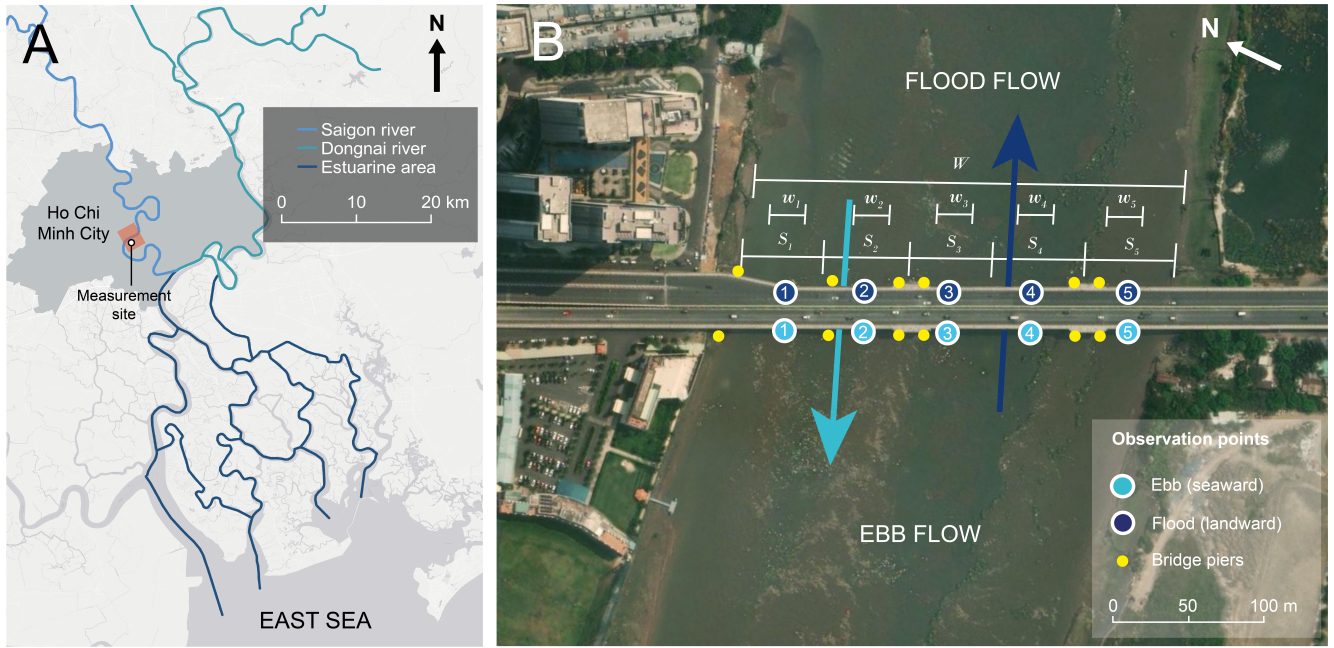 A
N
Saigon river
Dongnai river
Estuarine area
0 10 20 km
Ho Chi
Minh City
Measurement
site
EAST SEA
B
N
FLOOD FLOW
W
w1 w2 w3 w4 w5
S1 S2 S3 S4 S5
1 2 3 4 5
1 2 3 4 5
EBB FLOW
Observation points
Ebb (seaward)
Flood (landward)
Bridge piers
0 50 100 m